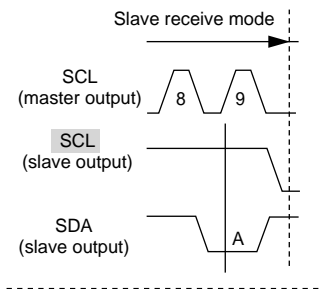 Slave receive mode
SCL
(master output)
8
9
SCL
(slave output)
SDA
(slave output)
A